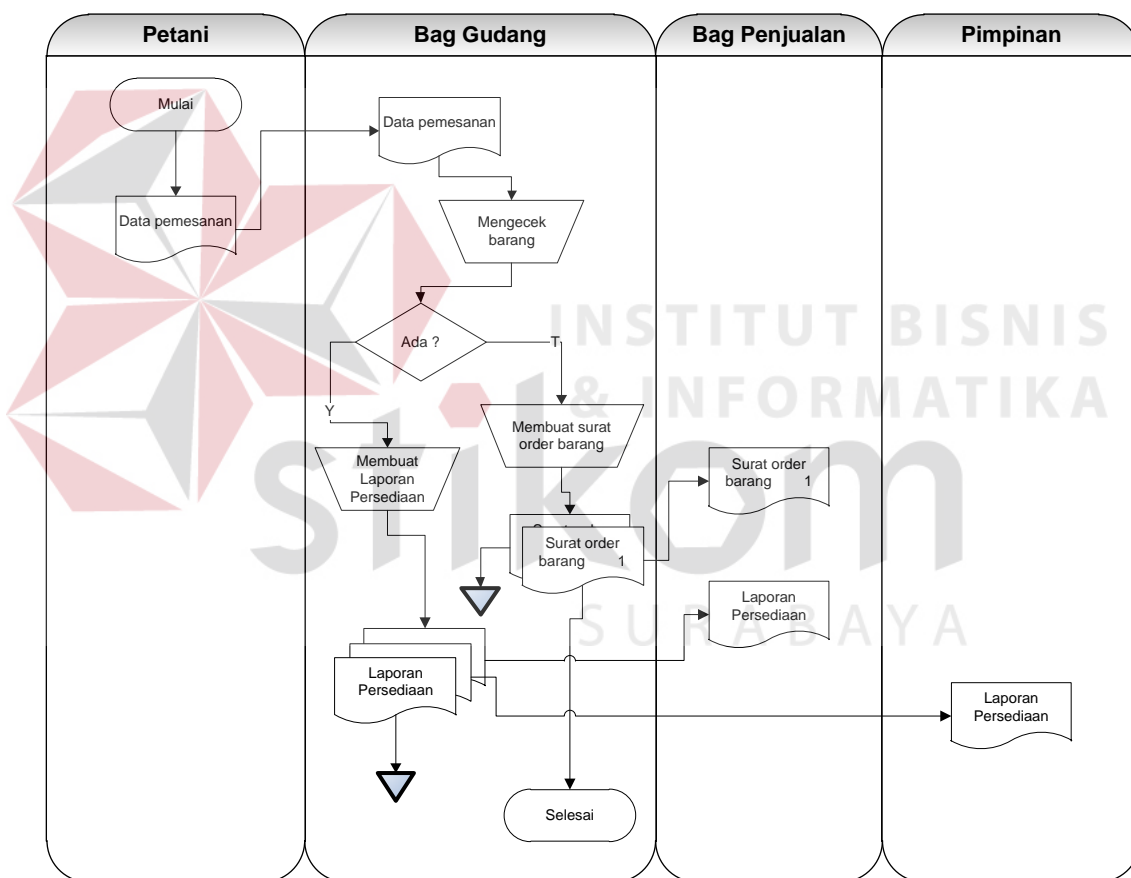 Petani
Bag Gudang
Bag Penjualan
Pimpinan
Mulai
Data pemesanan
Data pemesanan
Mengecek
barang
Ada ?
T
Y
Membuat surat
order barang
Membuat
Laporan
Persediaan
Surat order
barang 1
Surat order
barang 1
Laporan
Persediaan
Laporan
Persediaan
Laporan
Persediaan
Selesai
INSTITUT BISNIS
& INFORMATIKA
stikom
SURABAYA